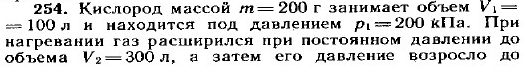 254. Кислород массой m = 200 г занимает объем V₁ =
= 100 л и находится под давлением p₁ = 200 кПа. При
нагревании газ расширился при постоянном давлении до
объема V₂ = 300 л, а затем его давление возросло до